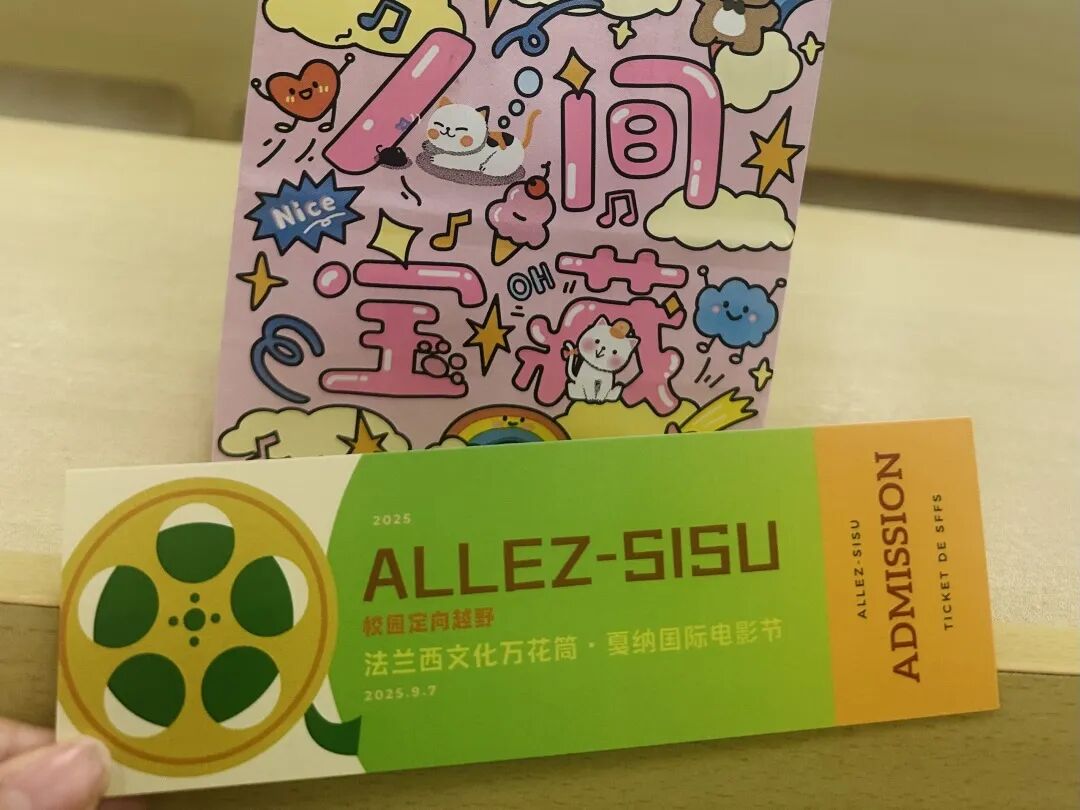 人间
Nice
OH
宝藏
2025
ALLEZ-SISU
校园定向越野
法兰西文化万花筒·戛纳国际电影节
2025.9.7
ALLEZ-SISU
ADMISSION
TICKET DE SFFS